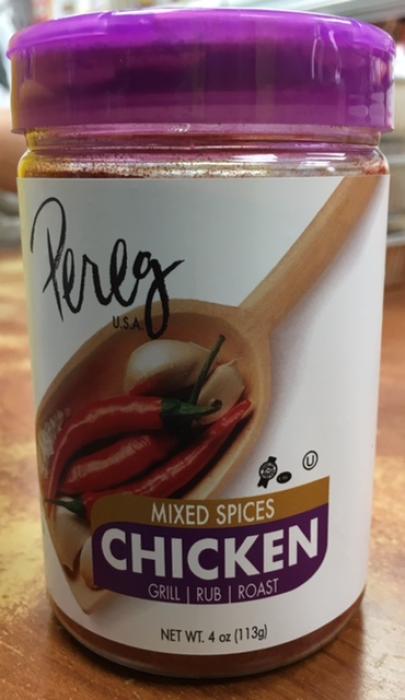 Pereg
U.S.A.
U
MIXED SPICES
CHICKEN
GRILL | RUB | ROAST
NET WT. 4 oz (113g)